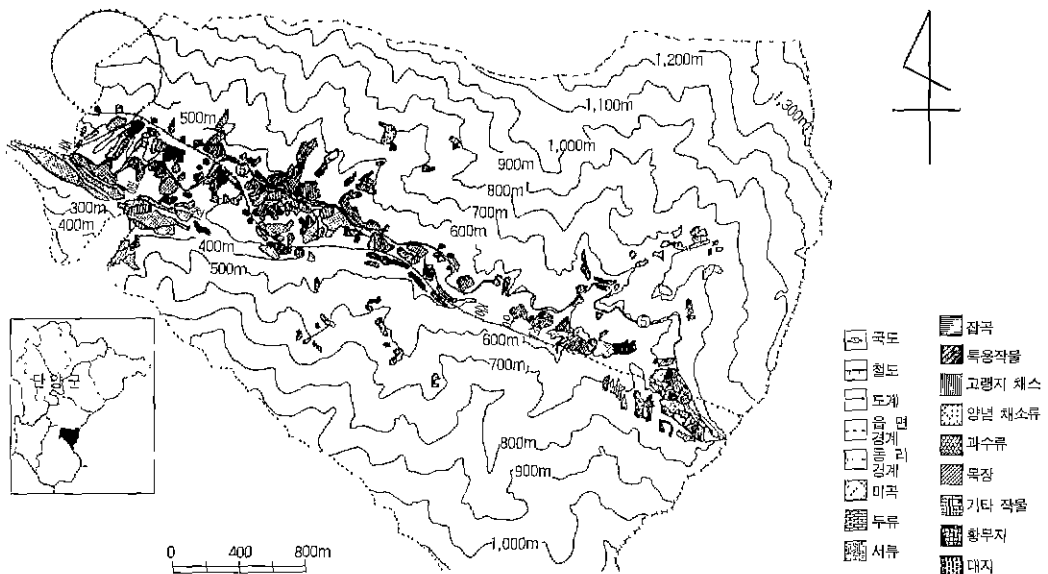 1,200m
1,300m
1,100m
1,000m
900m
800m
700m
600m
500m
300m
400m
400m
500m
600m
700m
800m
900m
1,000m
단양군
0 400 800m
국도
철도
도계
읍 면
경계
동 리
경계
미곡
두류
서류
잡곡
특용작물
고랭지 채소
양념 채소류
과수류
목장
기타 작물
황무지
대지